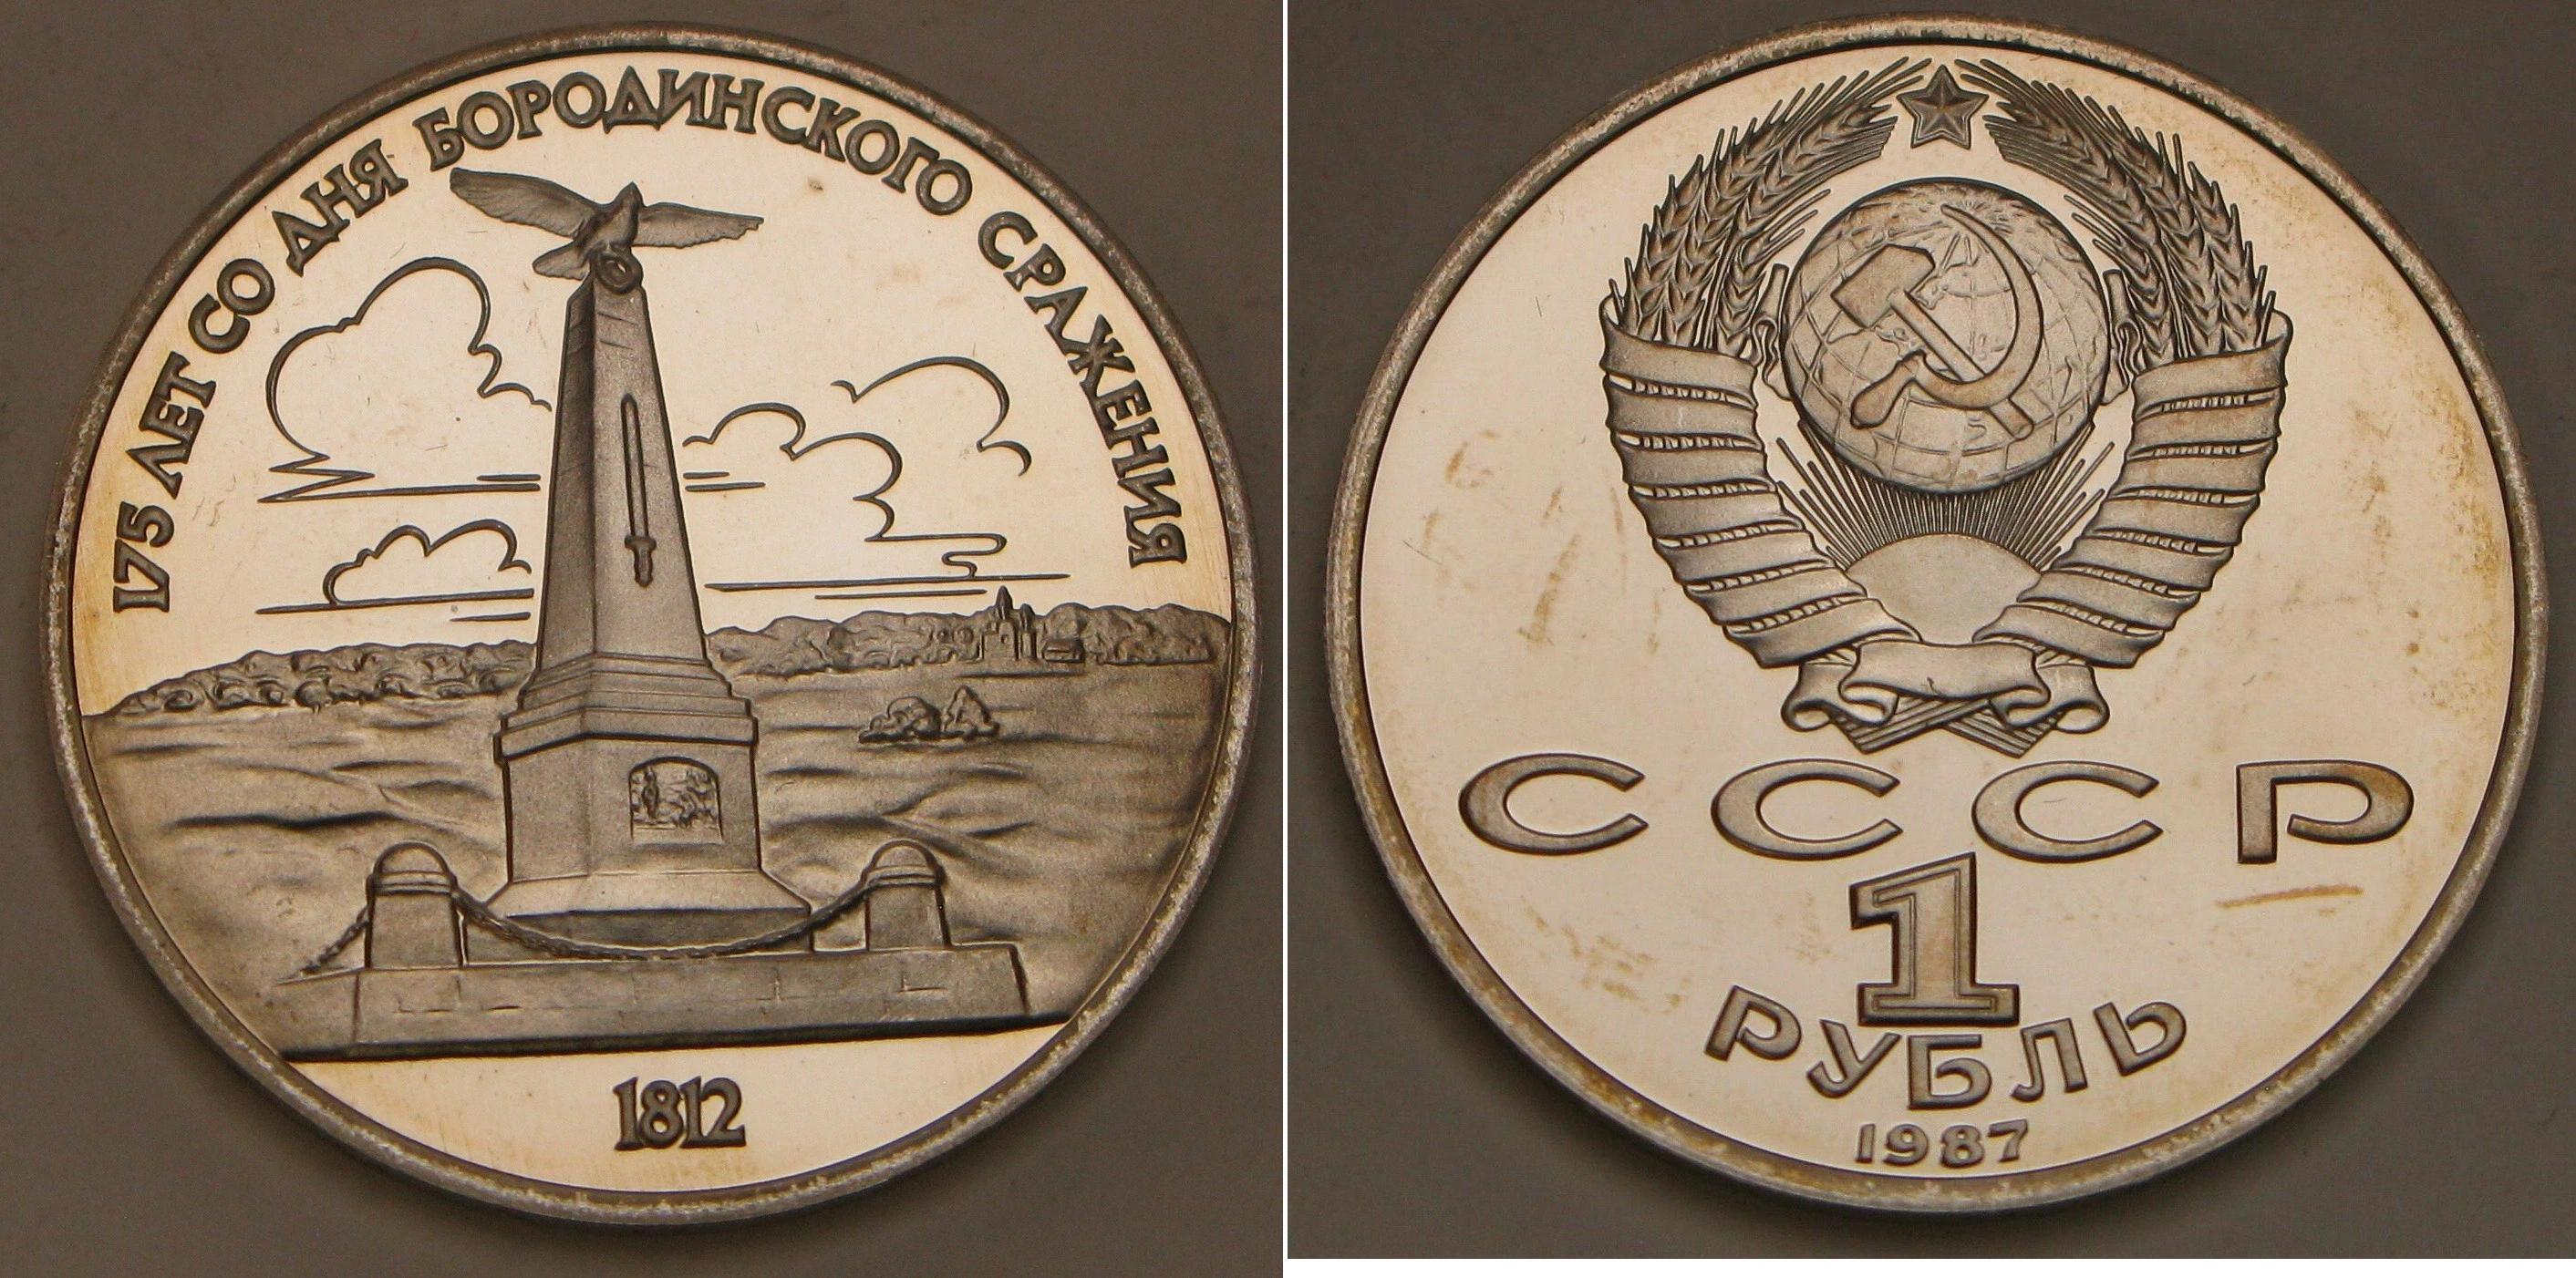 175 ЛЕТ СО ДНЯ БОРОДИНСКОГО СРАЖЕНИЯ
1812
СССР
1
РУБЛЬ
1987